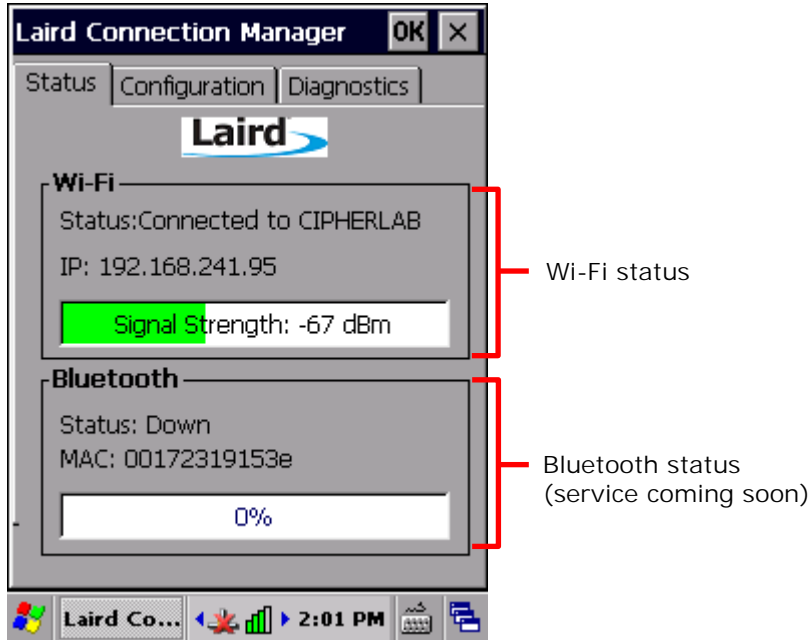 Laird Connection Manager OK ×
Status Configuration Diagnostics
Laird
Wi-Fi
Status:Connected to CIPHERLAB
IP: 192.168.241.95
Signal Strength: -67 dBm
Wi-Fi status
Bluetooth
Status: Down
MAC: 00172319153e
0%
Bluetooth status
(service coming soon)
Laird Co... 2:01 PM